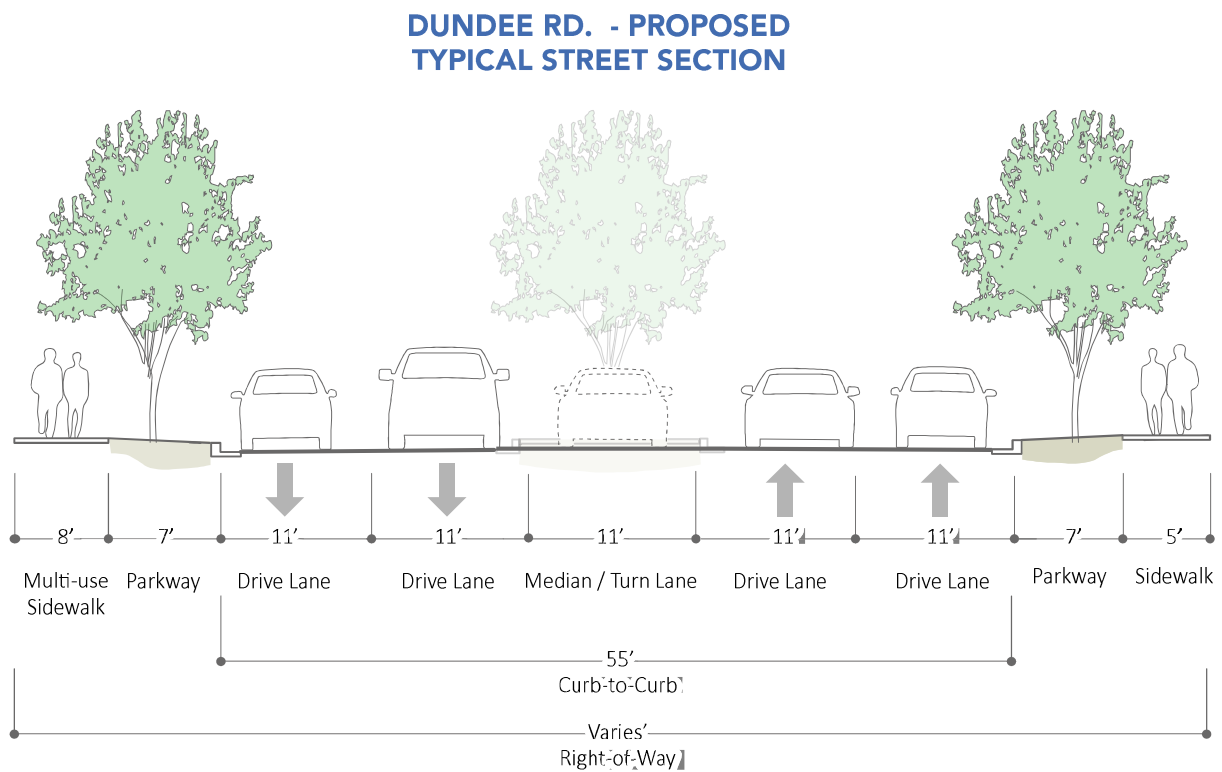 DUNDEE RD. - PROPOSED
TYPICAL STREET SECTION
8’ 7’ 11’ 11’ 11’ 11’ 11’ 7’ 5’
Multi-use Parkway Drive Lane Drive Lane Median / Turn Lane Drive Lane Drive Lane Parkway Sidewalk
Sidewalk
55’
Curb-to-Curb
Varies’
Right-of-Way